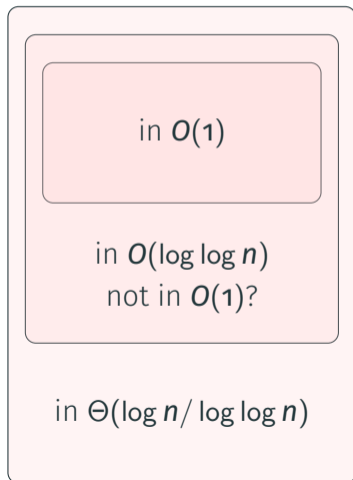 in O(1)
in O(log log n)
not in O(1)?
in Θ(log n/ log log n)